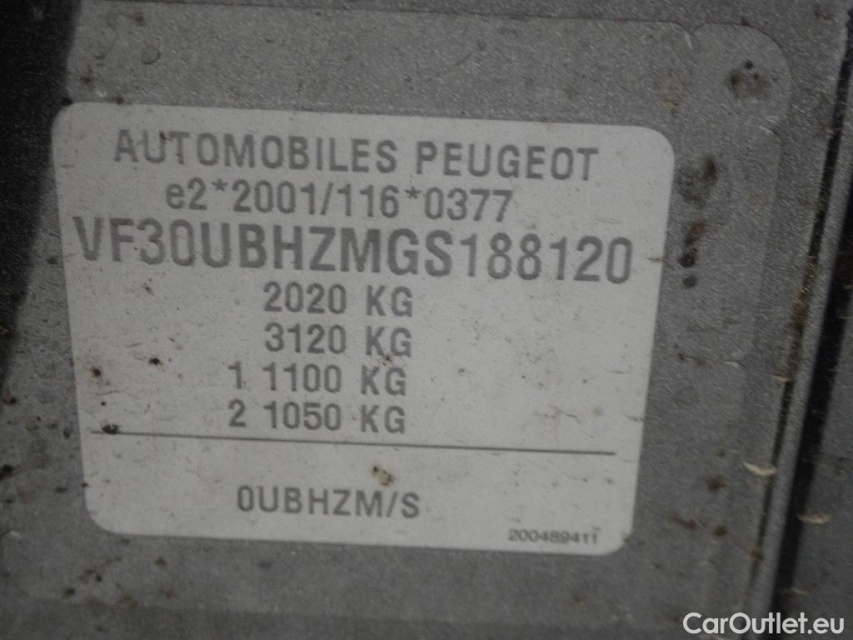 AUTOMOBILES PEUGEOT
e2*2001/116*0377
VF30UBHZMGS188120
2020 KG
3120 KG
1 1100 KG
2 1050 KG
0UBHZM/S
200489411
CarOutlet.eu